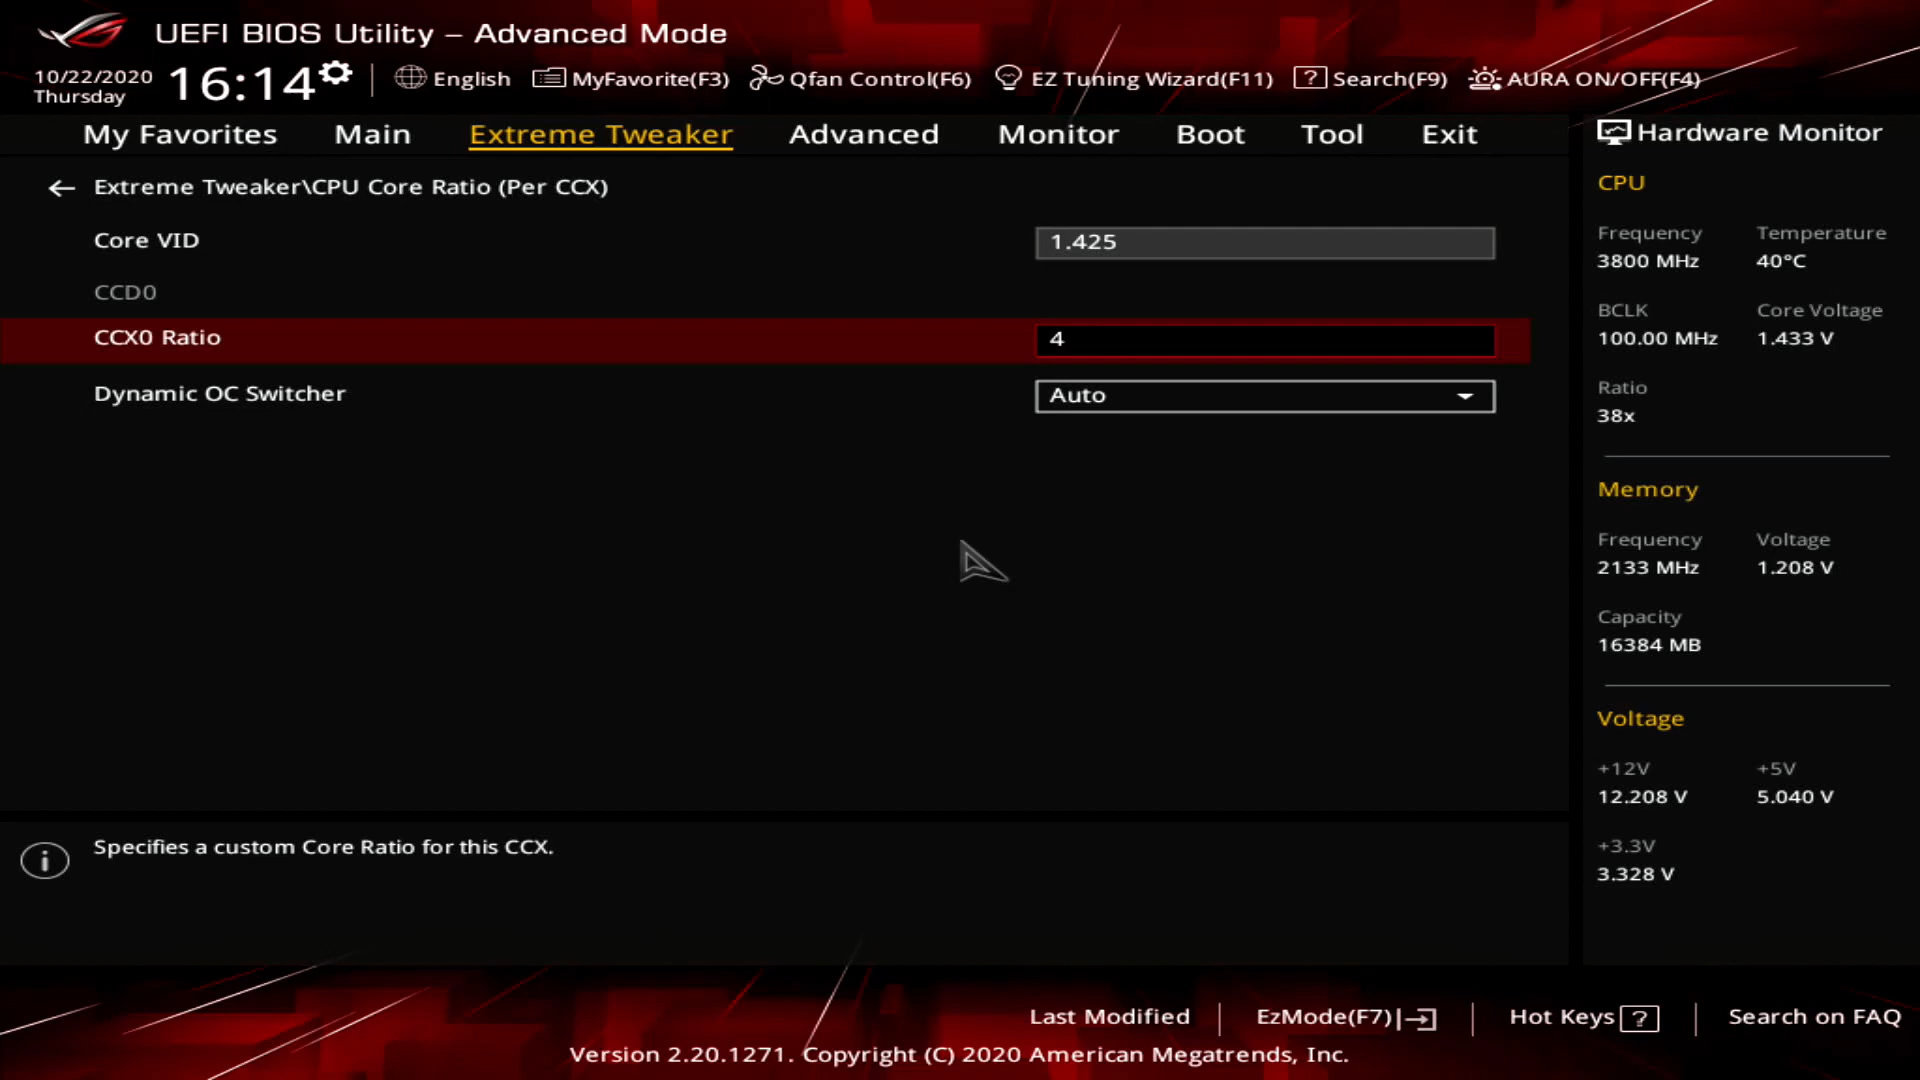 UEFI BIOS Utility – Advanced Mode
10/22/2020
Thursday
16:14
English
MyFavorite(F3)
Qfan Control(F6)
EZ Tuning Wizard(F11)
? Search(F9)
AURA ON/OFF(F4)
My Favorites
Main
Extreme Tweaker
Advanced
Monitor
Boot
Tool
Exit
Extreme Tweaker\CPU Core Ratio (Per CCX)
Core VID
1.425
CCD0
CCX0 Ratio
4
Dynamic OC Switcher
Auto
Specifies a custom Core Ratio for this CCX.
Hardware Monitor
CPU
Frequency Temperature
3800 MHz 40°C
BCLK Core Voltage
100.00 MHz 1.433 V
Ratio
38x
Memory
Frequency Voltage
2133 MHz 1.208 V
Capacity
16384 MB
Voltage
+12V +5V
12.208 V 5.040 V
+3.3V
3.328 V
Last Modified
EzMode(F7)
Hot Keys ?
Search on FAQ
Version 2.20.1271. Copyright (C) 2020 American Megatrends, Inc.